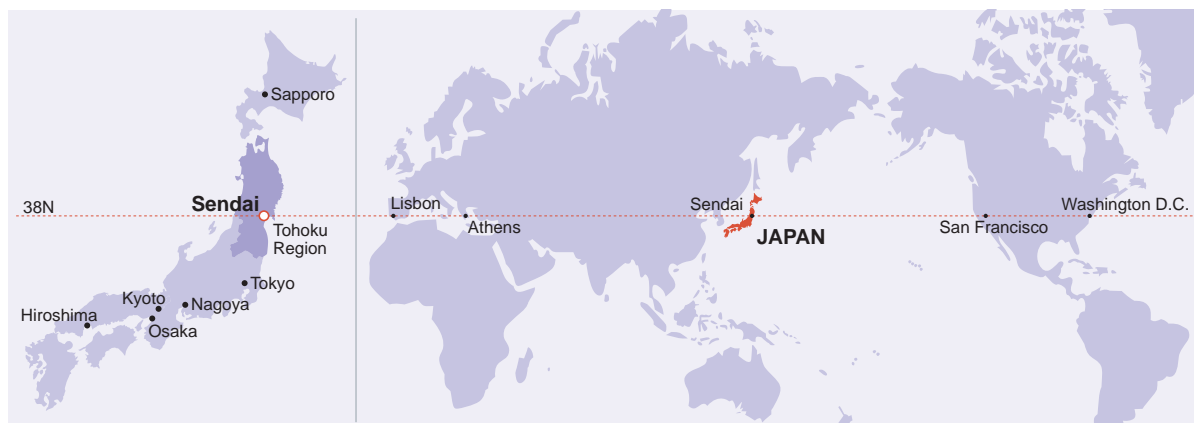 Sapporo
Sendai
38N
Tohoku
Region
Tokyo
Kyoto
Nagoya
Hiroshima
Osaka
Lisbon
Athens
Sendai
JAPAN
Washington D.C.
San Francisco